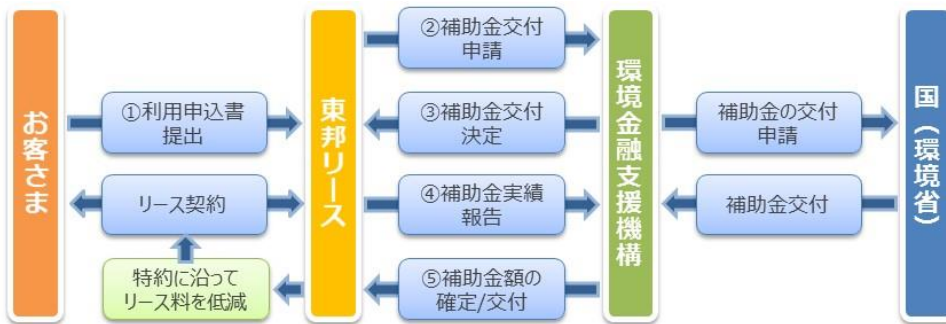 お客さま
①利用申込書
提出
リース契約
特約に沿って
リース料を低減
東邦リース
②補助金交付
申請
③補助金交付
決定
④補助金実績
報告
⑤補助金額の
確定/交付
環境金融支援機構
補助金の交付
申請
補助金交付
国（環境省）